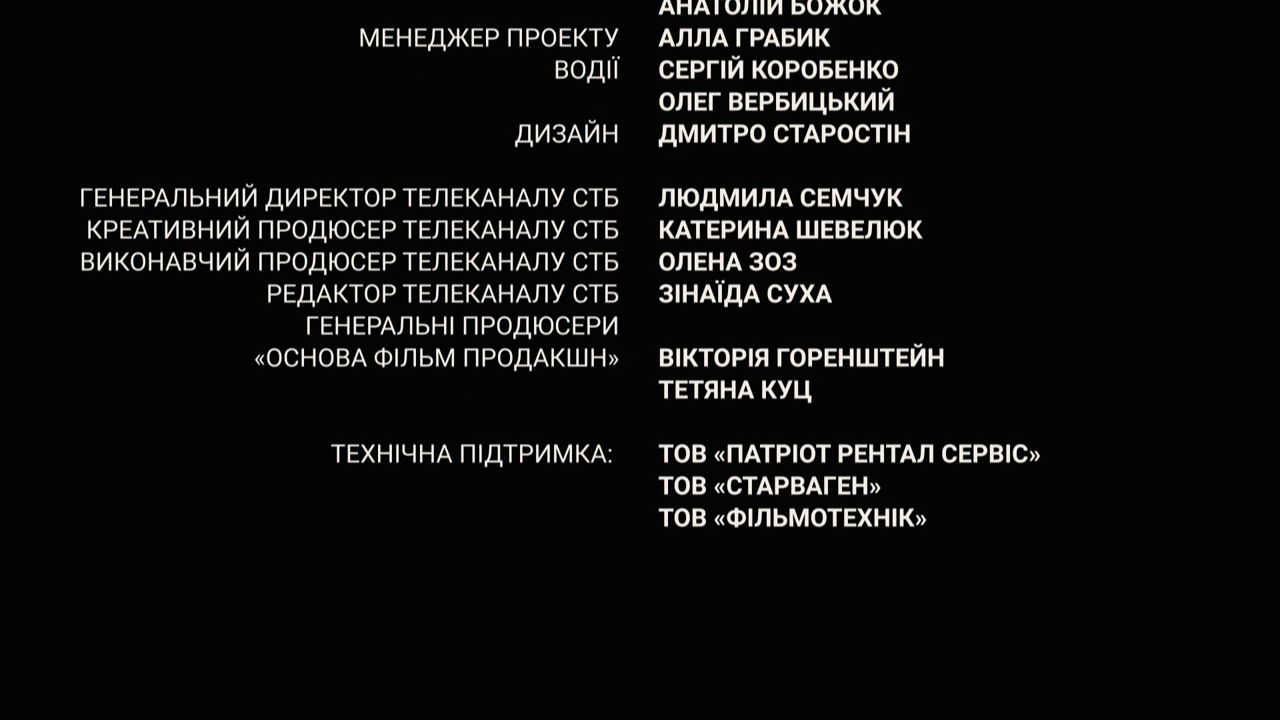 АНАТОЛІЙ БОЖОК
МЕНЕДЖЕР ПРОЕКТУ АЛЛА ГРАБИК
ВОДІЇ СЕРГІЙ КОРОБЕНКО
ОЛЕГ ВЕРБИЦЬКИЙ
ДИЗАЙН ДМИТРО СТАРОСТІН
ГЕНЕРАЛЬНИЙ ДИРЕКТОР ТЕЛЕКАНАЛУ СТБ ЛЮДМИЛА СЕМЧУК
КРЕАТИВНИЙ ПРОДЮСЕР ТЕЛЕКАНАЛУ СТБ КАТЕРИНА ШЕВЕЛЮК
ВИКОНАВЧИЙ ПРОДЮСЕР ТЕЛЕКАНАЛУ СТБ ОЛЕНА ЗОЗ
РЕДАКТОР ТЕЛЕКАНАЛУ СТБ ЗІНАЇДА СУХА
ГЕНЕРАЛЬНІ ПРОДЮСЕРИ
«ОСНОВА ФІЛЬМ ПРОДАКШН» ВІКТОРІЯ ГОРЕНШТЕЙН
ТЕТЯНА КУЦ
ТЕХНІЧНА ПІДТРИМКА: ТОВ «ПАТРІОТ РЕНТАЛ СЕРВІС»
ТОВ «СТАРВАГЕН»
ТОВ «ФІЛЬМОТЕХНІК»